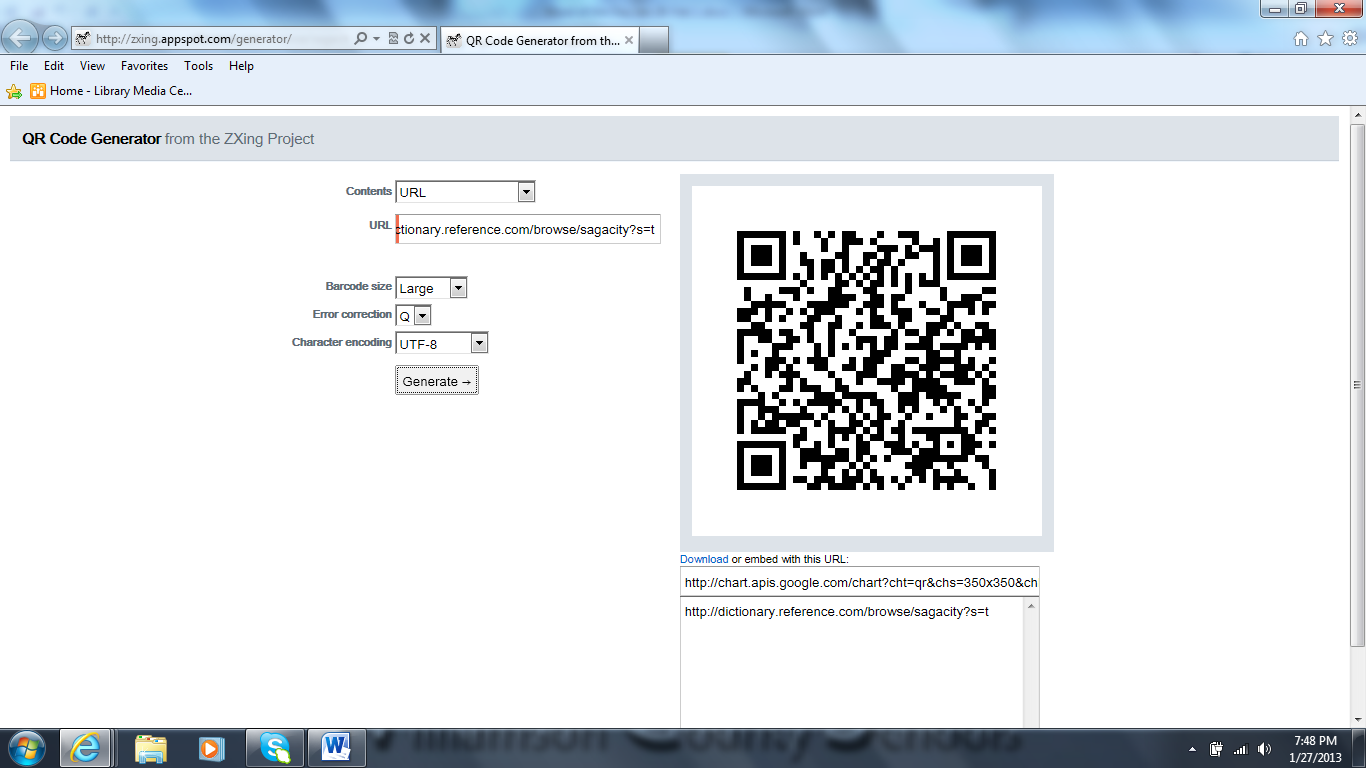 http://zxing.appspot.com/generator/
QR Code Generator from th...
File Edit View Favorites Tools Help
Home - Library Media Ce...
QR Code Generator from the ZXing Project
Contents URL
URL ctionary.reference.com/browse/sagacity?s=t
Barcode size Large
Error correction Q
Character encoding UTF-8
Generate →
Download or embed with this URL:
http://chart.apis.google.com/chart?cht=qr&chs=350x350&ch
http://dictionary.reference.com/browse/sagacity?s=t
7:48 PM
1/27/2013